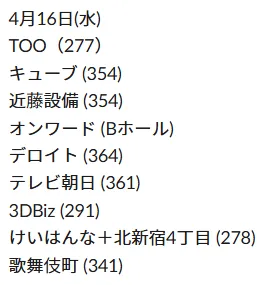 4月16日(水)
TOO（277）
キューブ (354)
近藤設備 (354)
オンワード (Bホール)
デロイト (364)
テレビ朝日 (361)
3DBiz (291)
けいはんな＋北新宿4丁目 (278)
歌舞伎町 (341)